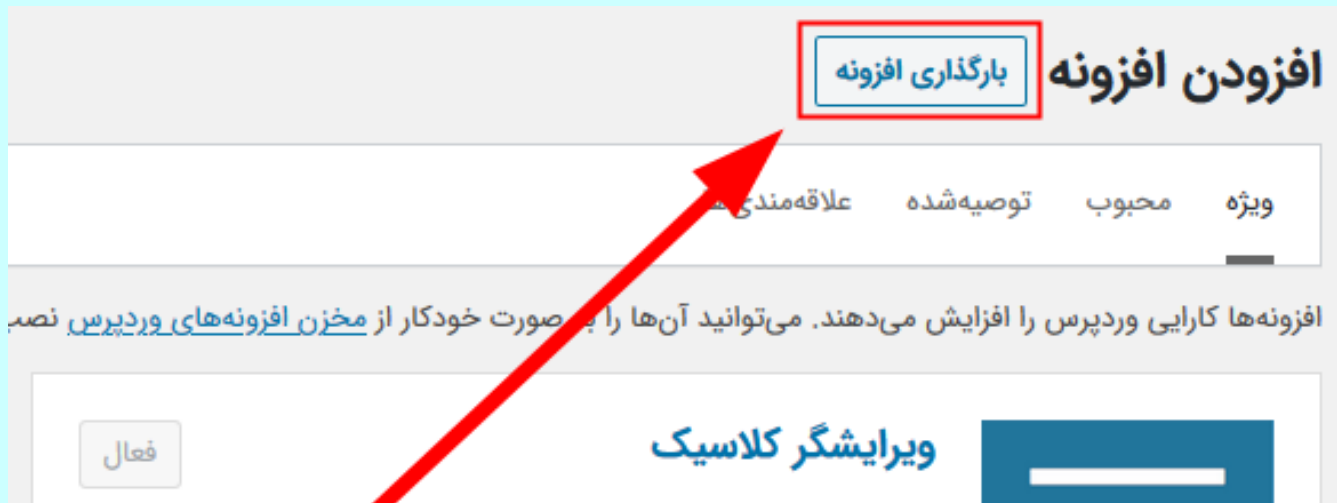 افزودن افزونه بارگذاری افزونه
ویژه محبوب توصیه‌شده
افزونه‌ها کارایی وردپرس را افزایش می‌دهند. می‌توانید آن‌ها را صورت خودکار از مخزن افزونه‌های وردپرس
ویرایشگر کلاسیک فعال